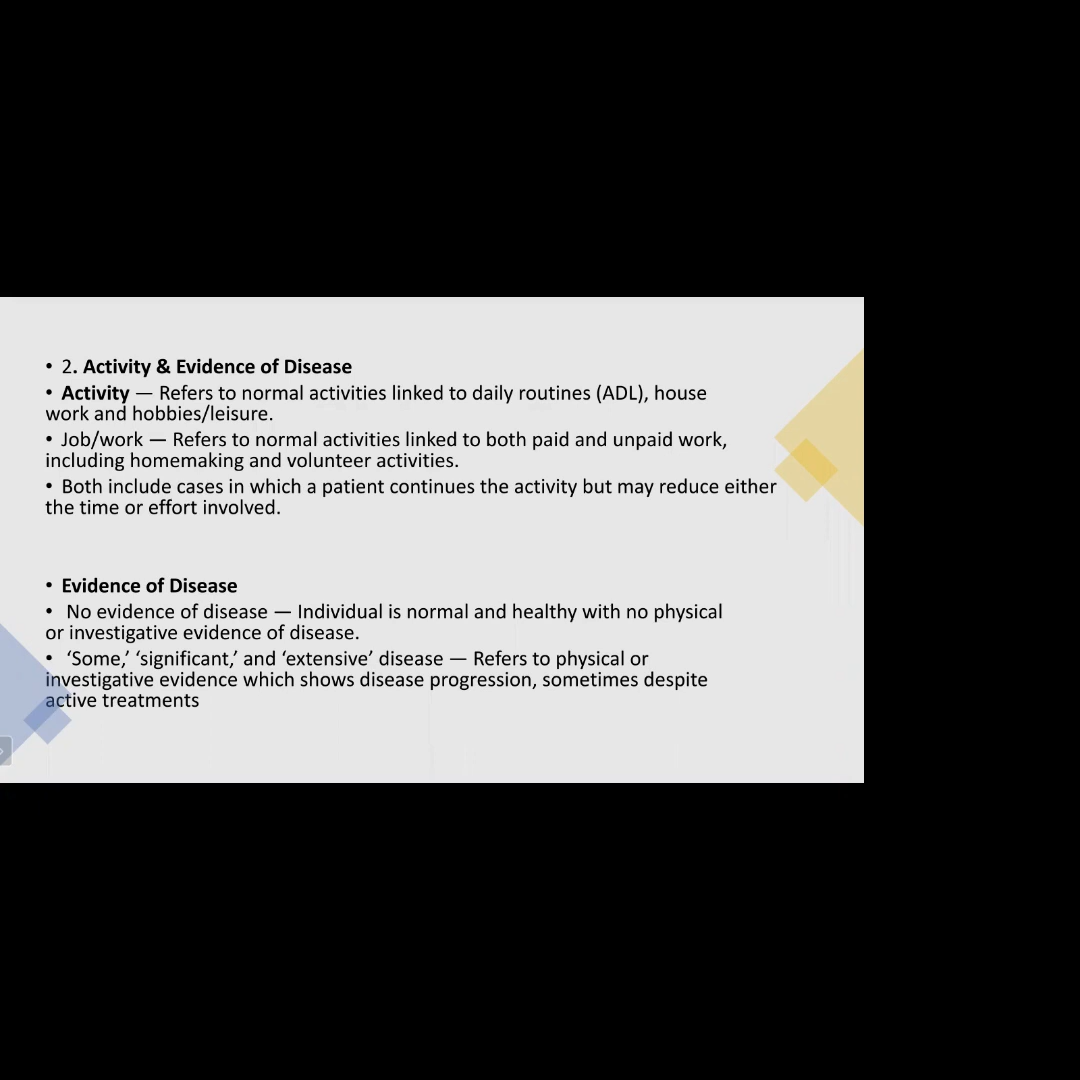 • 2. Activity & Evidence of Disease
• Activity — Refers to normal activities linked to daily routines (ADL), house
work and hobbies/leisure.
• Job/work — Refers to normal activities linked to both paid and unpaid work,
including homemaking and volunteer activities.
• Both include cases in which a patient continues the activity but may reduce either
the time or effort involved.
• Evidence of Disease
• No evidence of disease — Individual is normal and healthy with no physical
or investigative evidence of disease.
• ‘Some,’ ‘significant,’ and ‘extensive’ disease — Refers to physical or
investigative evidence which shows disease progression, sometimes despite
active treatments